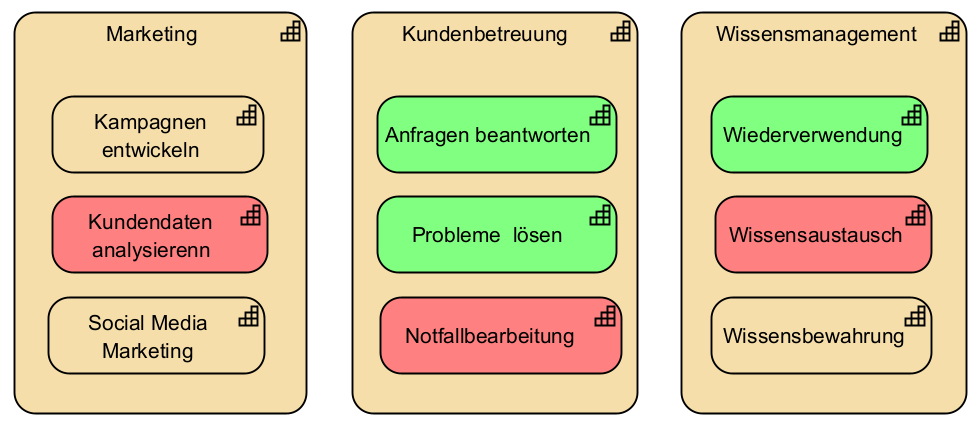 Marketing
Kampagnen
entwickeln
Kundendaten
analysierenn
Social Media
Marketing
Kundenbetreuung
Anfragen beantworten
Probleme lösen
Notfallbearbeitung
Wissensmanagement
Wiederverwendung
Wissensaustausch
Wissensbewahrung